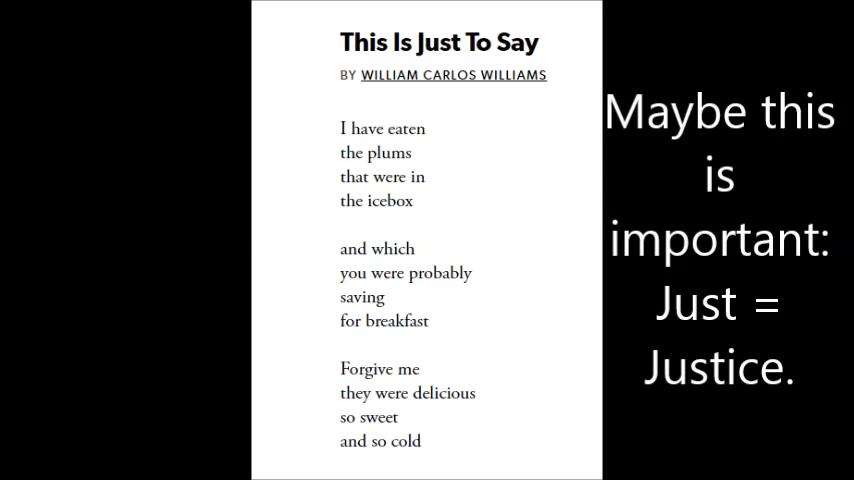 This Is Just To Say
BY WILLIAM CARLOS WILLIAMS
I have eaten
the plums
that were in
the icebox
and which
you were probably
saving
for breakfast
Forgive me
they were delicious
so sweet
and so cold
Maybe this
is
important:
Just =
Justice.